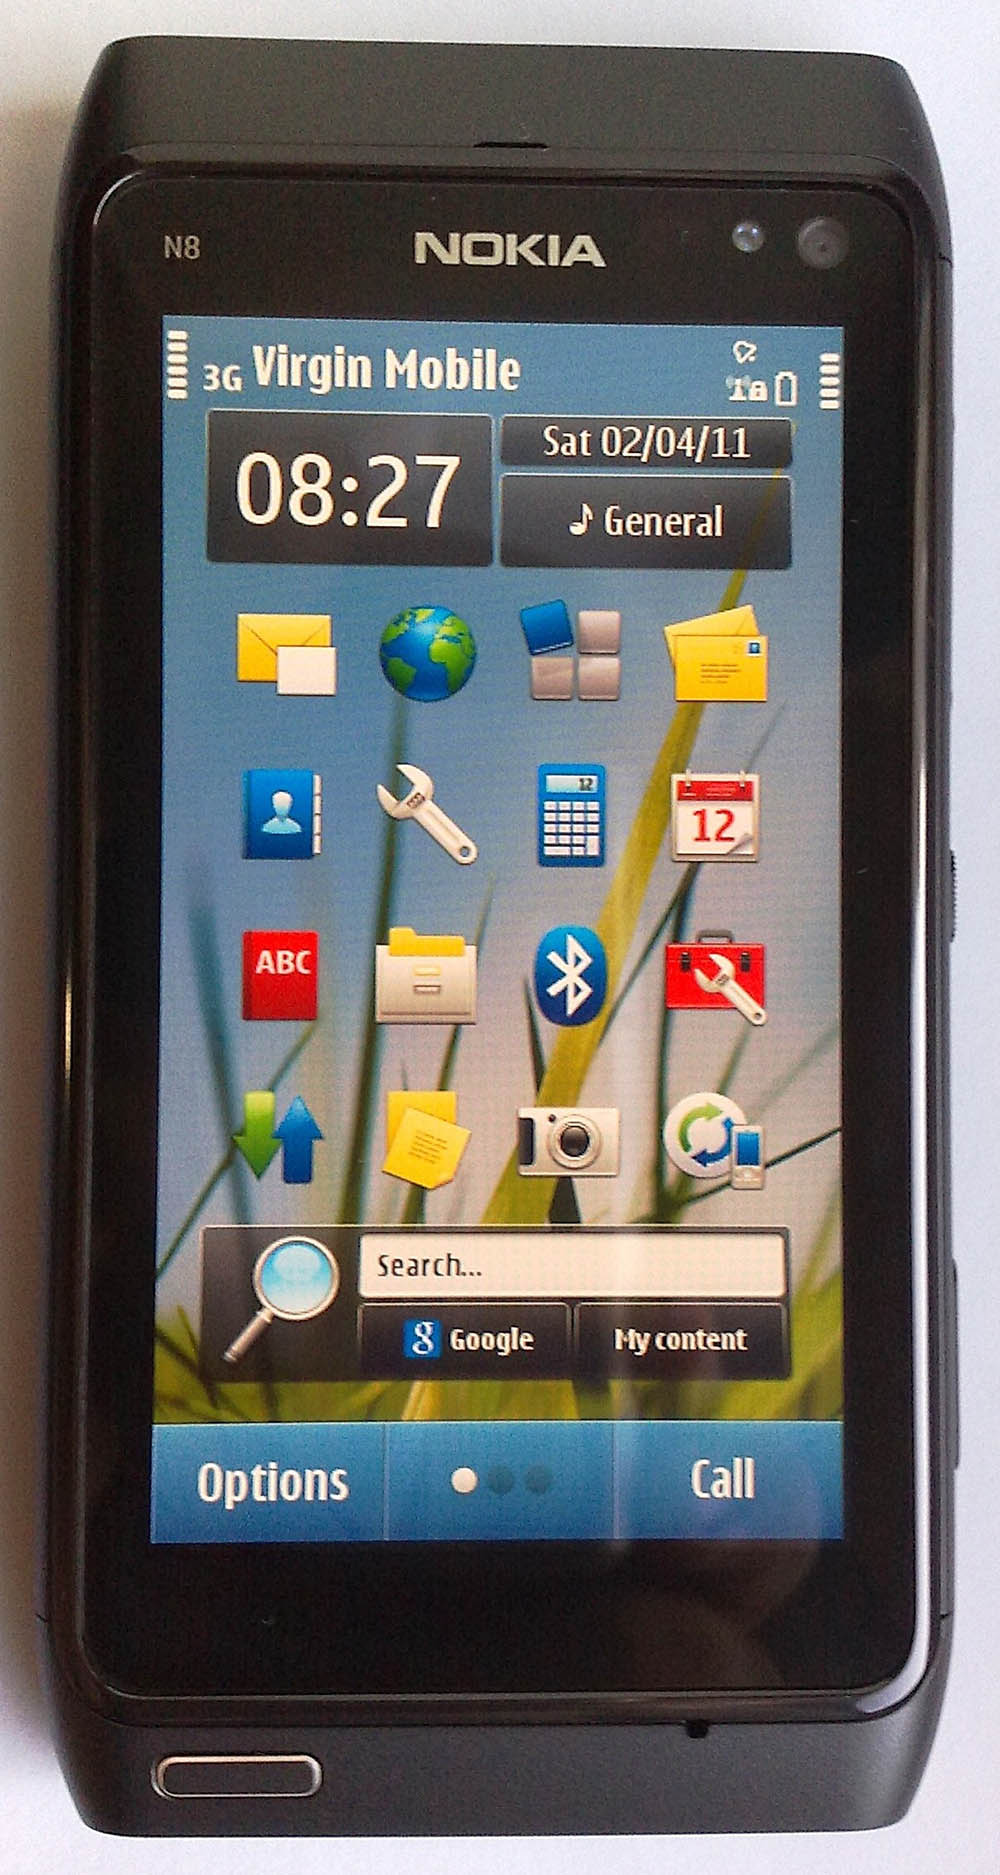 N8 NOKIA
3G Virgin Mobile
08:27
Sat 02/04/11
General
12
12
ABC
Search...
g Google
My content
Options
Call